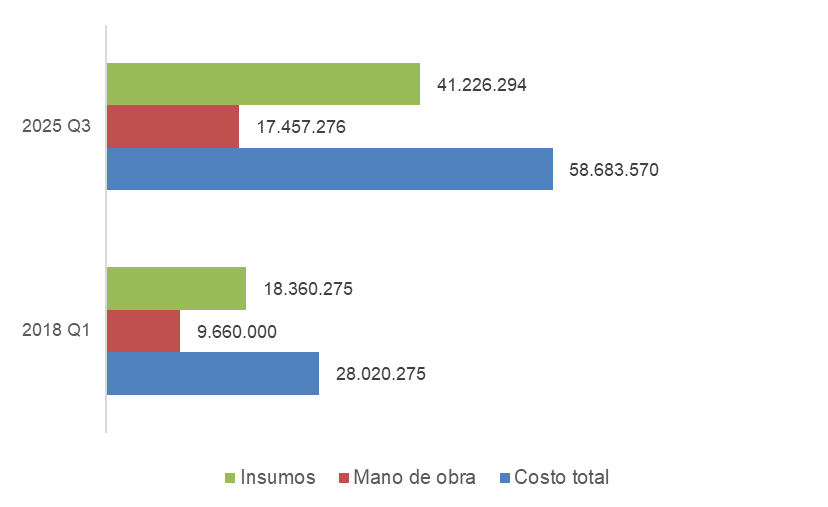 41.226.294
2025 Q3
17.457.276
58.683.570
18.360.275
2018 Q1
9.660.000
28.020.275
Insumos Mano de obra Costo total